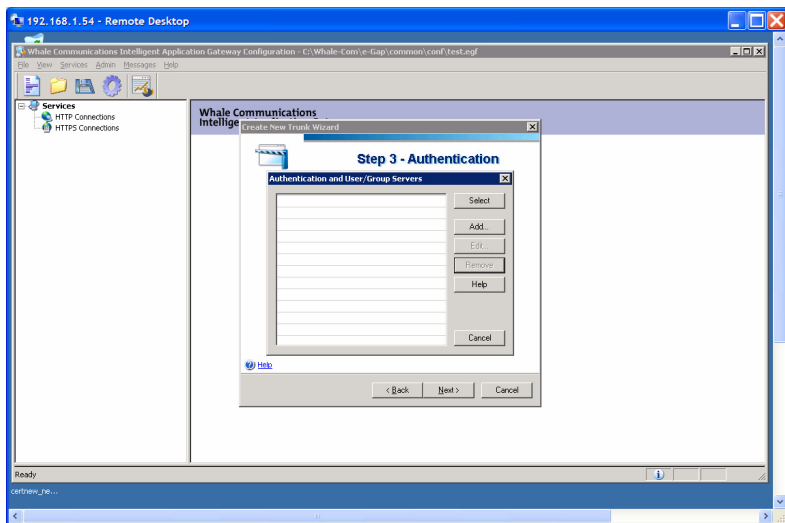 192.168.1.54 - Remote Desktop
Whale Communications Intelligent Application Gateway Configuration - C:\Whale-Com\e-Gap\common\conf\test.egf
File View Services Admin Messages Help
Services
HTTP Connections
HTTPS Connections
Whale Communications
Intellige
Create New Trunk Wizard
Step 3 - Authentication
Authentication and User/Group Servers
Select
Add...
Edit...
Remove
Help
Cancel
Help
< Back
Next >
Cancel
Ready
certnew_ne...